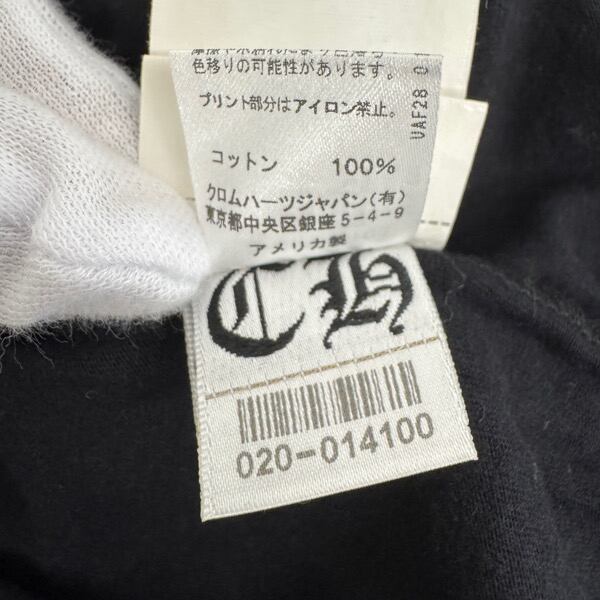 色移りの可能性があります。
プリント部分はアイロン禁止。
コットン 100%
クロムハーツジャパン(有)
東京都中央区銀座5-4-9
アメリカ製
UAF28 0
CH
020-014100